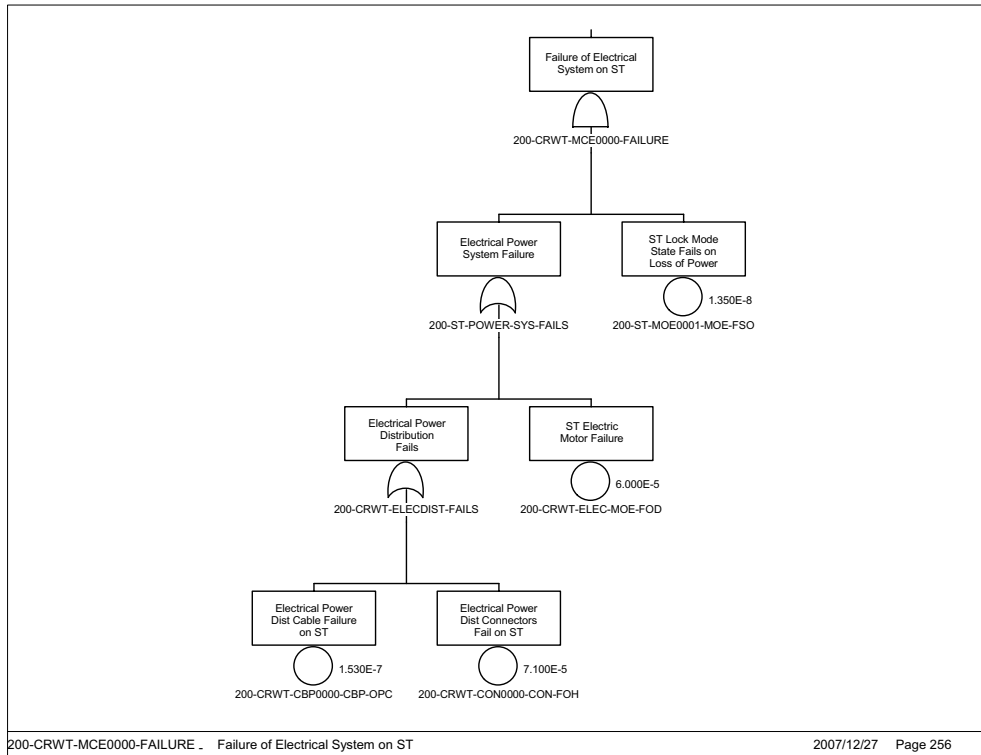 Failure of Electrical
System on ST
200-CRWT-MCE0000-FAILURE
Electrical Power
System Failure
200-ST-POWER-SYS-FAILS
ST Lock Mode
State Fails on
Loss of Power
1.350E-8
200-ST-MOE0001-MOE-FSO
Electrical Power
Distribution
Fails
200-CRWT-ELECDIST-FAILS
ST Electric
Motor Failure
6.000E-5
200-CRWT-ELEC-MOE-FOD
Electrical Power
Dist Cable Failure
on ST
1.530E-7
200-CRWT-CBP0000-CBP-OPC
Electrical Power
Dist Connectors
Fail on ST
7.100E-5
200-CRWT-CON0000-CON-FOH
200-CRWT-MCE0000-FAILURE - Failure of Electrical System on ST 2007/12/27 Page 256